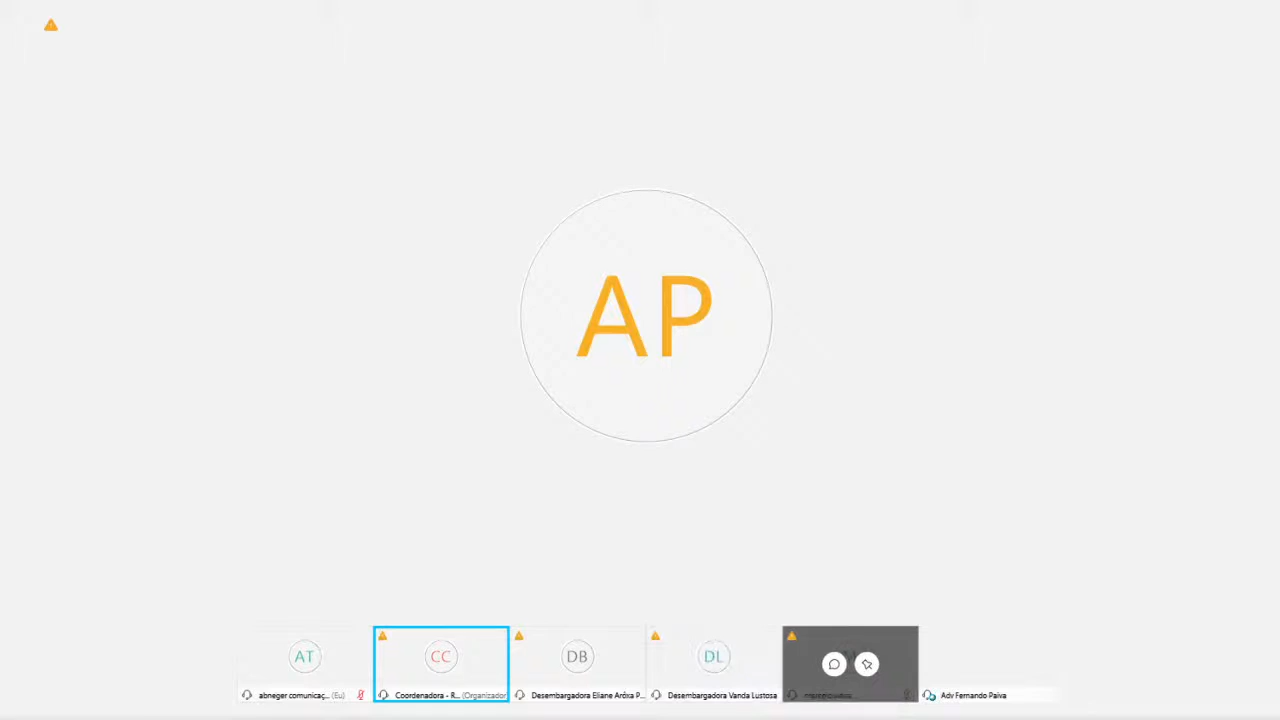 AP
AT
CC
DB
DL
abneger comunicaç... (Eu)
Coordenadora - R... (Organizador
Desembargadora Eliane Arôxa P...
Desembargadora Vanda Lustosa
Adv Fernando Paiva